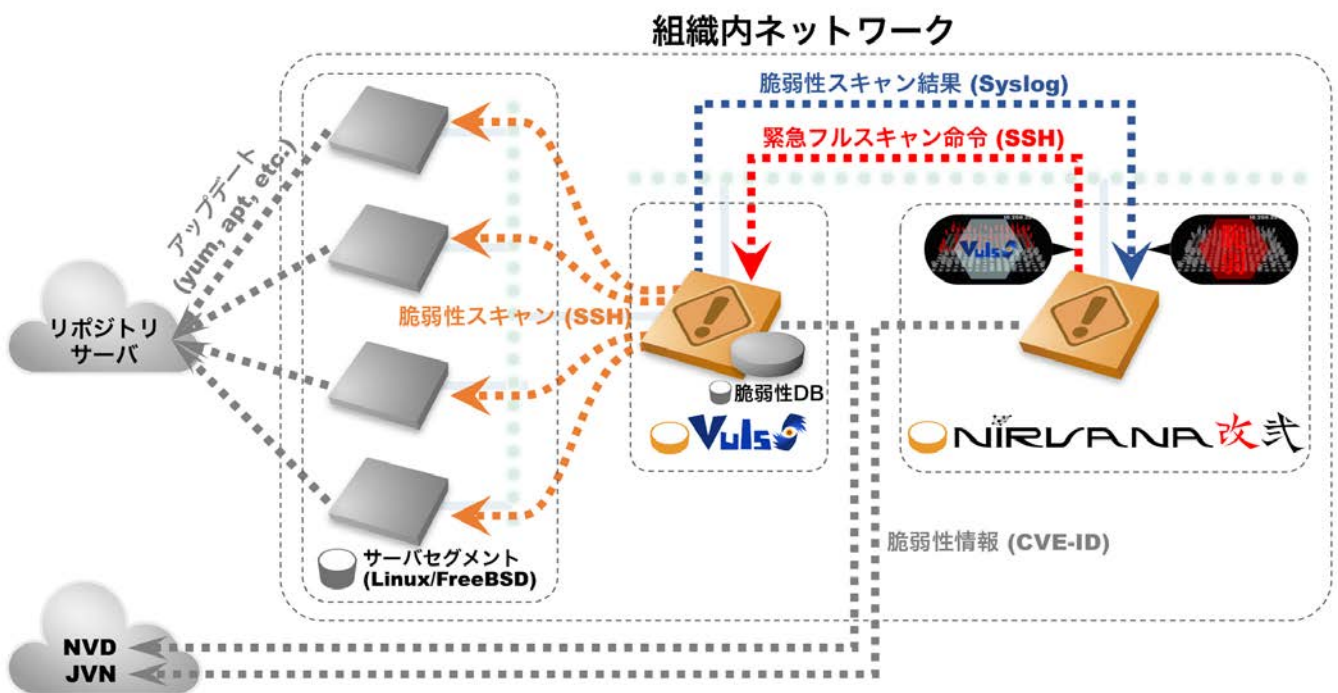 組織内ネットワーク
脆弱性スキャン結果 (Syslog)
緊急フルスキャン命令 (SSH)
アップデート
(yum, apt, etc.)
Vuls
リポジトリ
サーバ
脆弱性スキャン (SSH)
脆弱性DB
Vuls
NIRVANA改弐
脆弱性情報 (CVE-ID)
サーバセグメント
(Linux/FreeBSD)
NVD
JVN